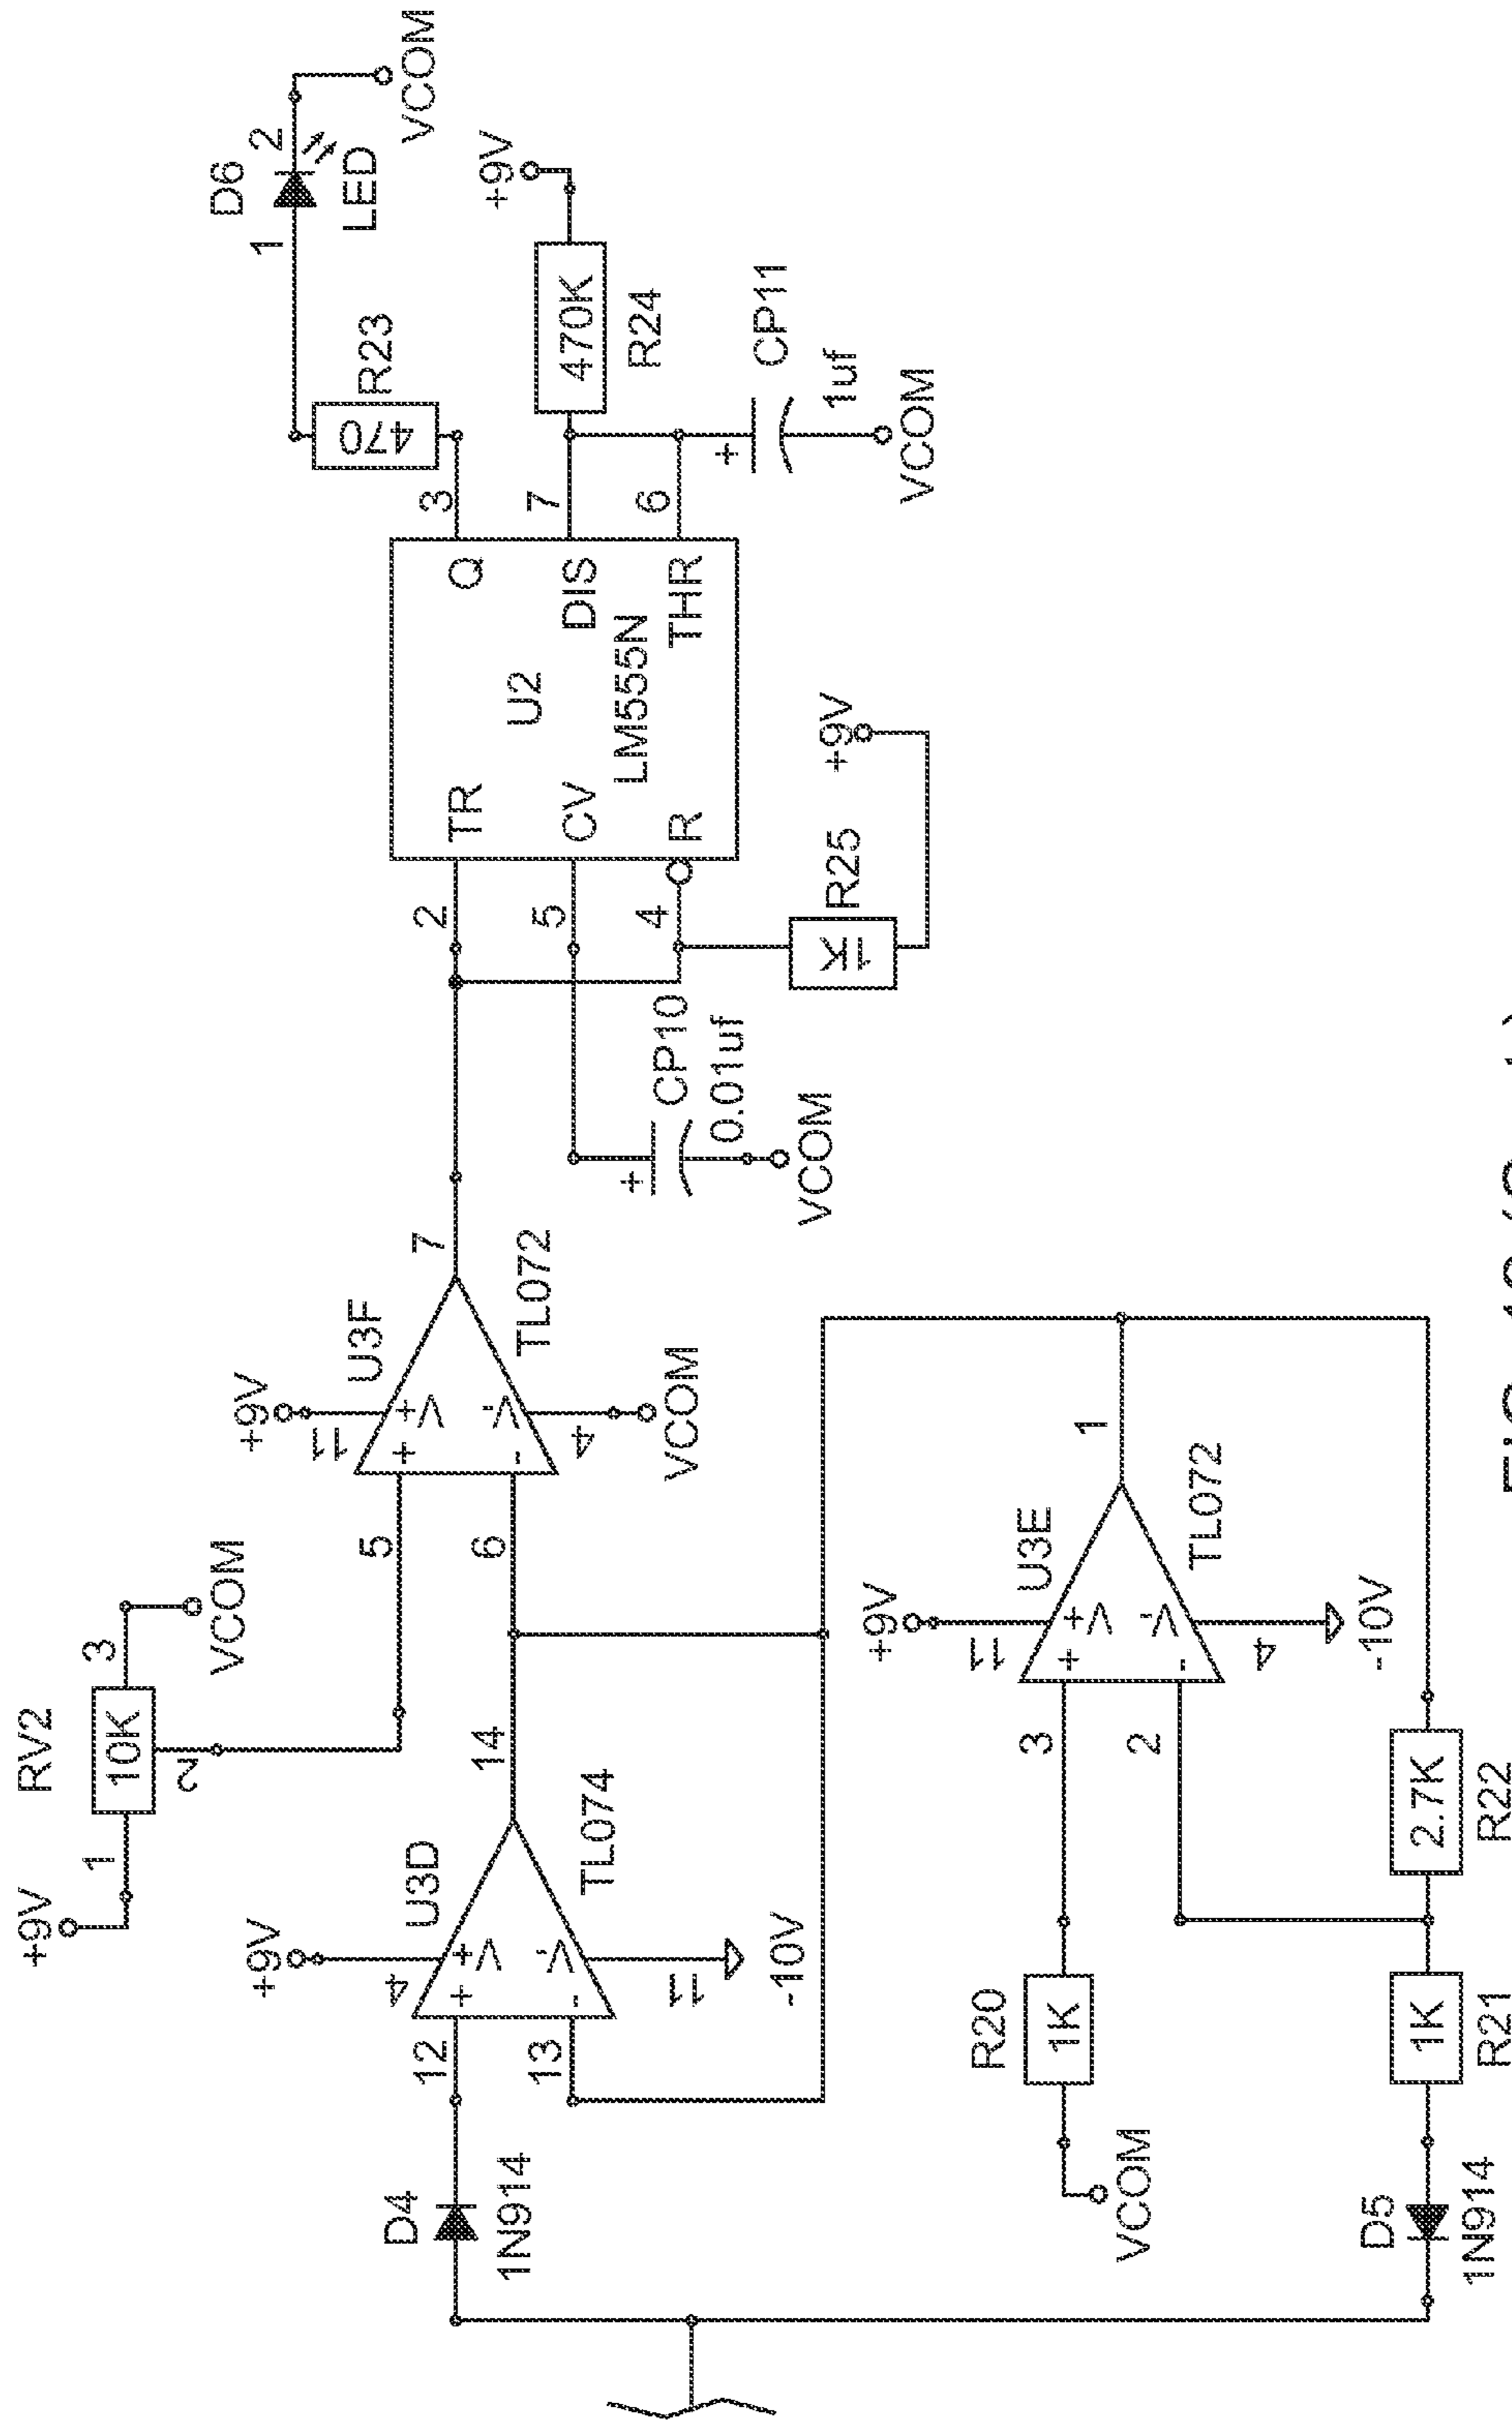 +9V
1
RV2
10K
3
VCOM
2
+9V
4
U3D
V+
V-
+
-
12
13
14
TL074
11
-10V
D4
1N914
5
6
+9V
11
U3F
V+
V-
+
-
7
TL072
4
VCOM
VCOM
R20
1K
3
2
+9V
11
U3E
V+
V-
+
-
1
TL072
4
-10V
D5
1N914
1K
R21
2.7K
R22
+
CP10
0.01uf
VCOM
2
5
4
TR
CV
R
U2
LM555N
Q
DIS
THR
3
7
6
1K
R25
+9V
470
R23
1
D6
2
LED
VCOM
470K
R24
+9V
+
CP11
1uf
VCOM